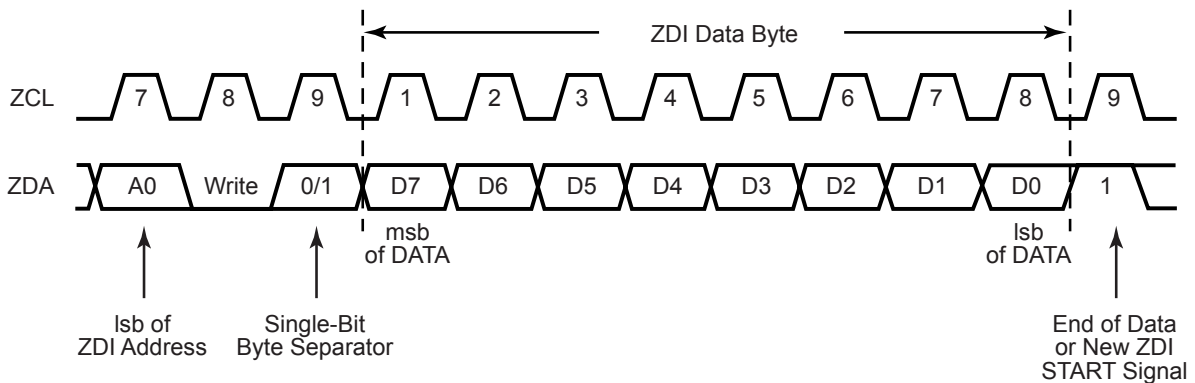 ZDI Data Byte
ZCL 7 8 9 1 2 3 4 5 6 7 8 9
ZDA A0 Write 0/1 D7 D6 D5 D4 D3 D2 D1 D0 1
msb
of DATA
lsb
of DATA
lsb of
ZDI Address
Single-Bit
Byte Separator
End of Data
or New ZDI
START Signal